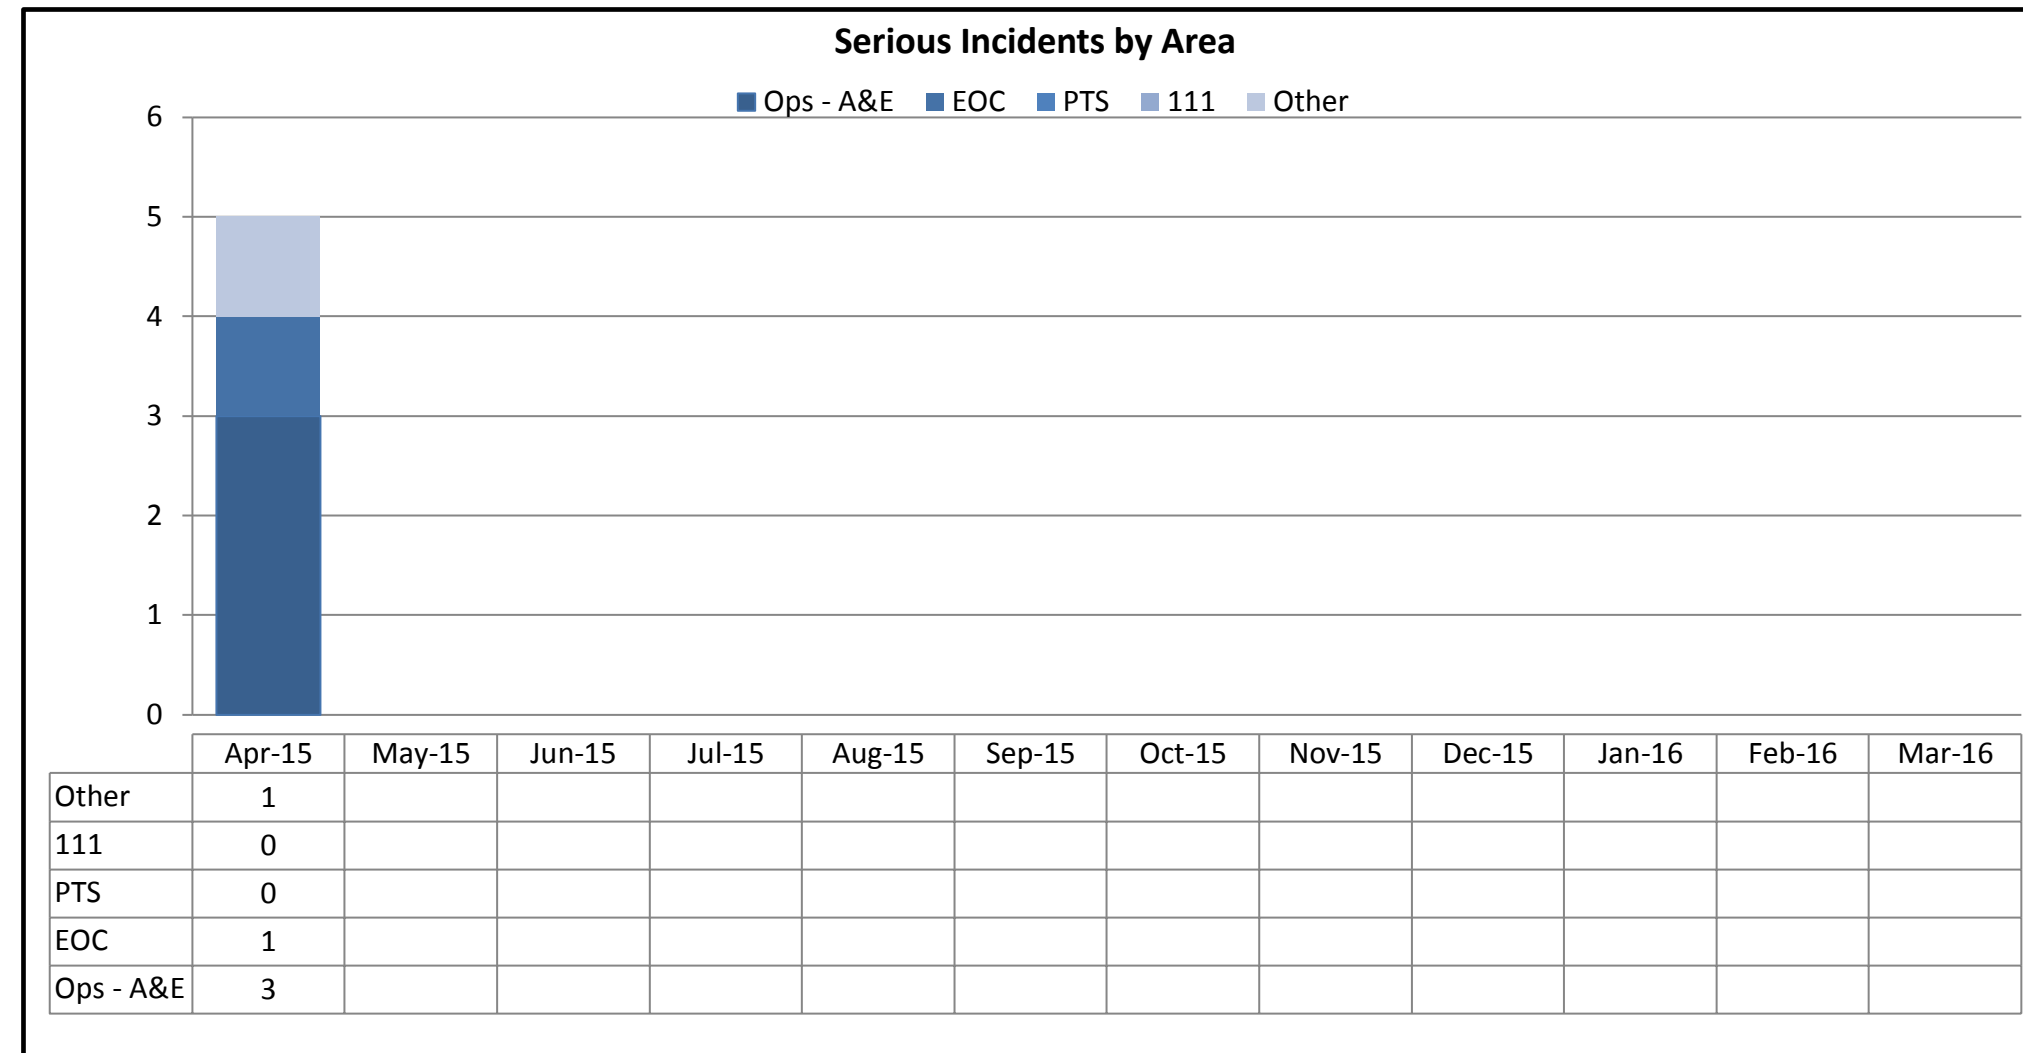 Serious Incidents by Area
Ops - A&E EOC PTS 111 Other
6
5
4
3
2
1
0
Apr-15 May-15 Jun-15 Jul-15 Aug-15 Sep-15 Oct-15 Nov-15 Dec-15 Jan-16 Feb-16 Mar-16
Other 1
111 0
PTS 0
EOC 1
Ops - A&E 3